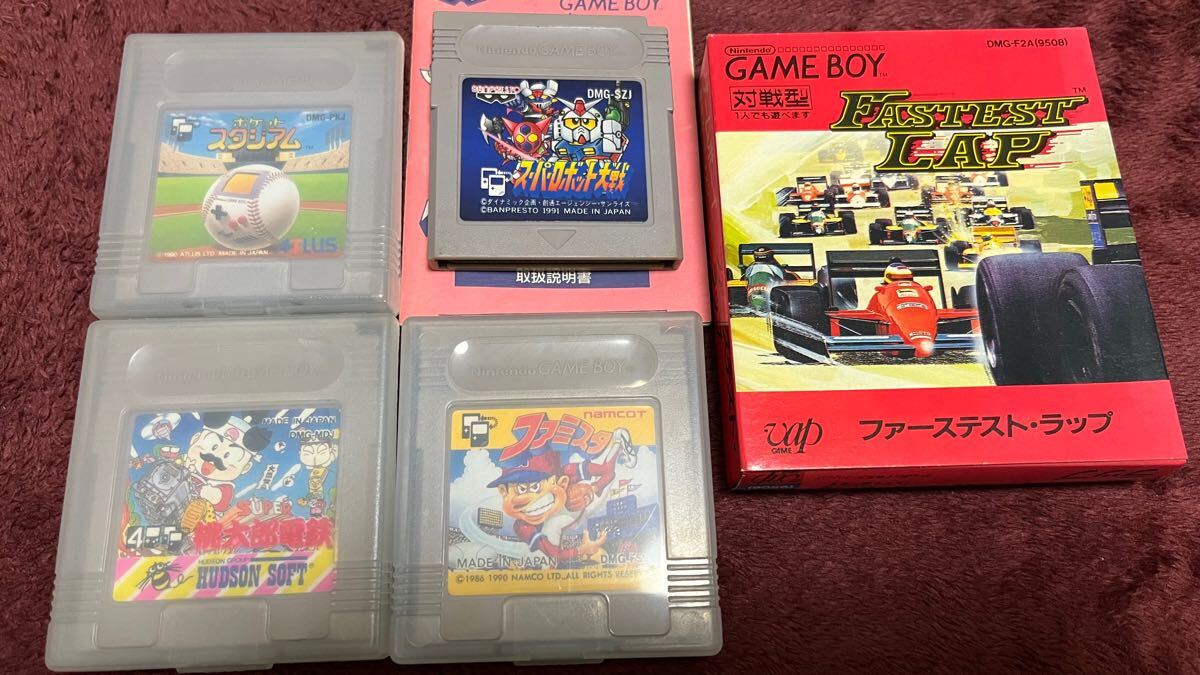 DMG-PKJ
ポケット
スタジアム
TM
ATLUS
©1990 ATLUS LTD. MADE IN JAPAN
GAME BOY
Nintendo GAME BOY
BANPRESTO
DMG-SZJ
スーパーロボット大戦
©ダイナミック企画・創通エージェンシー・サンライズ
©BANPRESTO 1991 MADE IN JAPAN
取扱説明書
Nintendo
GAME BOY
TM
DMG-F2A(9508)
対戦型
1人でも遊べます
FASTEST
LAP
TM
vap
GAME
ファーステスト・ラップ
MADE IN JAPAN
DMG-MDJ
4
SUPER
桃太郎電鉄
HUDSON GROUP
HUDSON SOFT
Nintendo GAME BOY
namcot
ファミスタ
MADE IN JAPAN
©1986 1990 NAMCO LTD., ALL RIGHTS